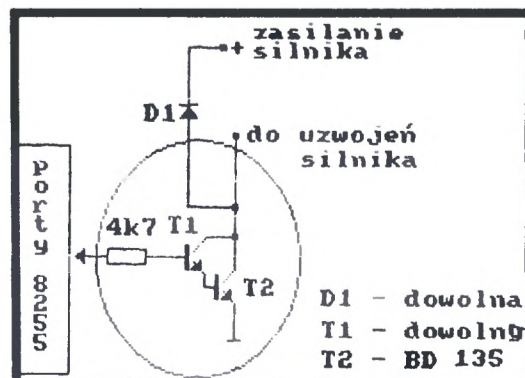 + zasilanie
silnika
D1
do uzwojeń
silnika
Porty 8255
4k7 T1
T2
D1 - dowolna
T1 - dowolny
T2 - BD 135